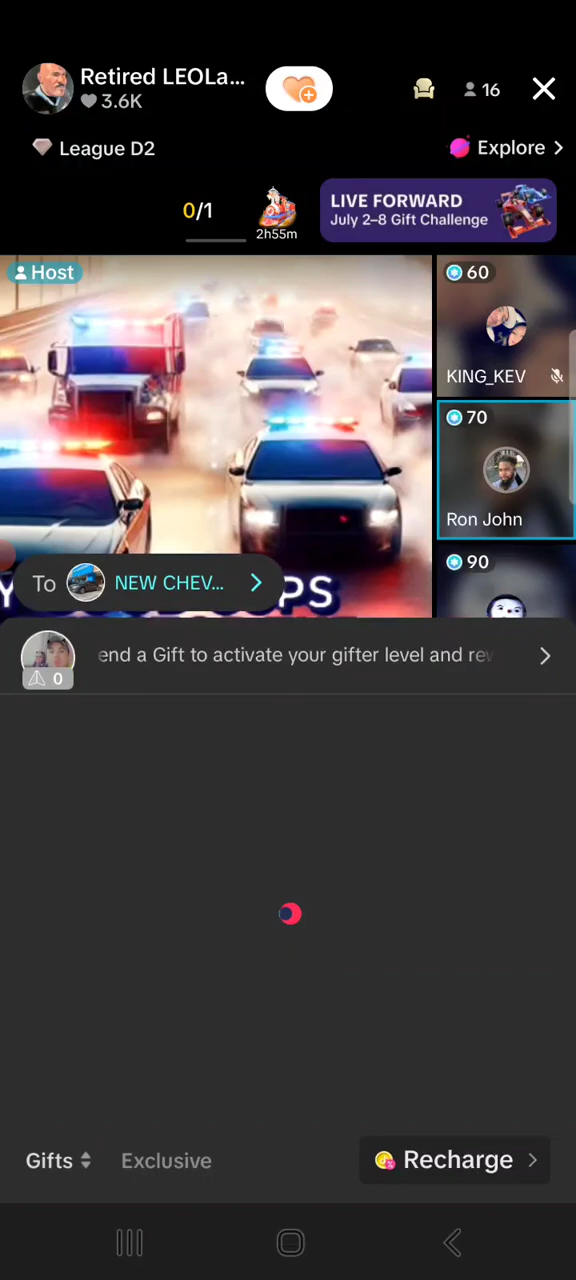 Retired LEOLa...
3.6K
16
League D2
Explore
0/1
2h55m
LIVE FORWARD
July 2–8 Gift Challenge
Host
60
KING_KEV
70
Ron John
90
To NEW CHEV...
PS
end a Gift to activate your gifter level and rev
0
Gifts
Exclusive
Recharge